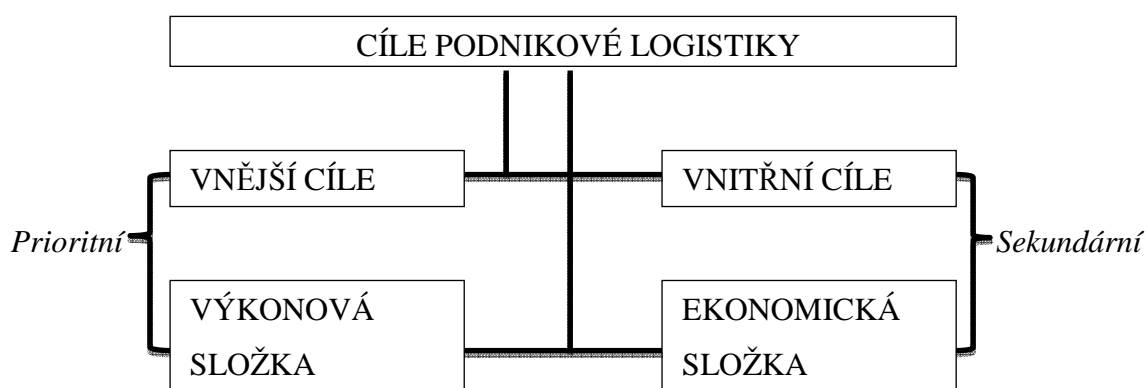 CÍLE PODNIKOVÉ LOGISTIKY
VNĚJŠÍ CÍLE
VNITŘNÍ CÍLE
Prioritní
Sekundární
VÝKONOVÁ
SLOŽKA
EKONOMICKÁ
SLOŽKA